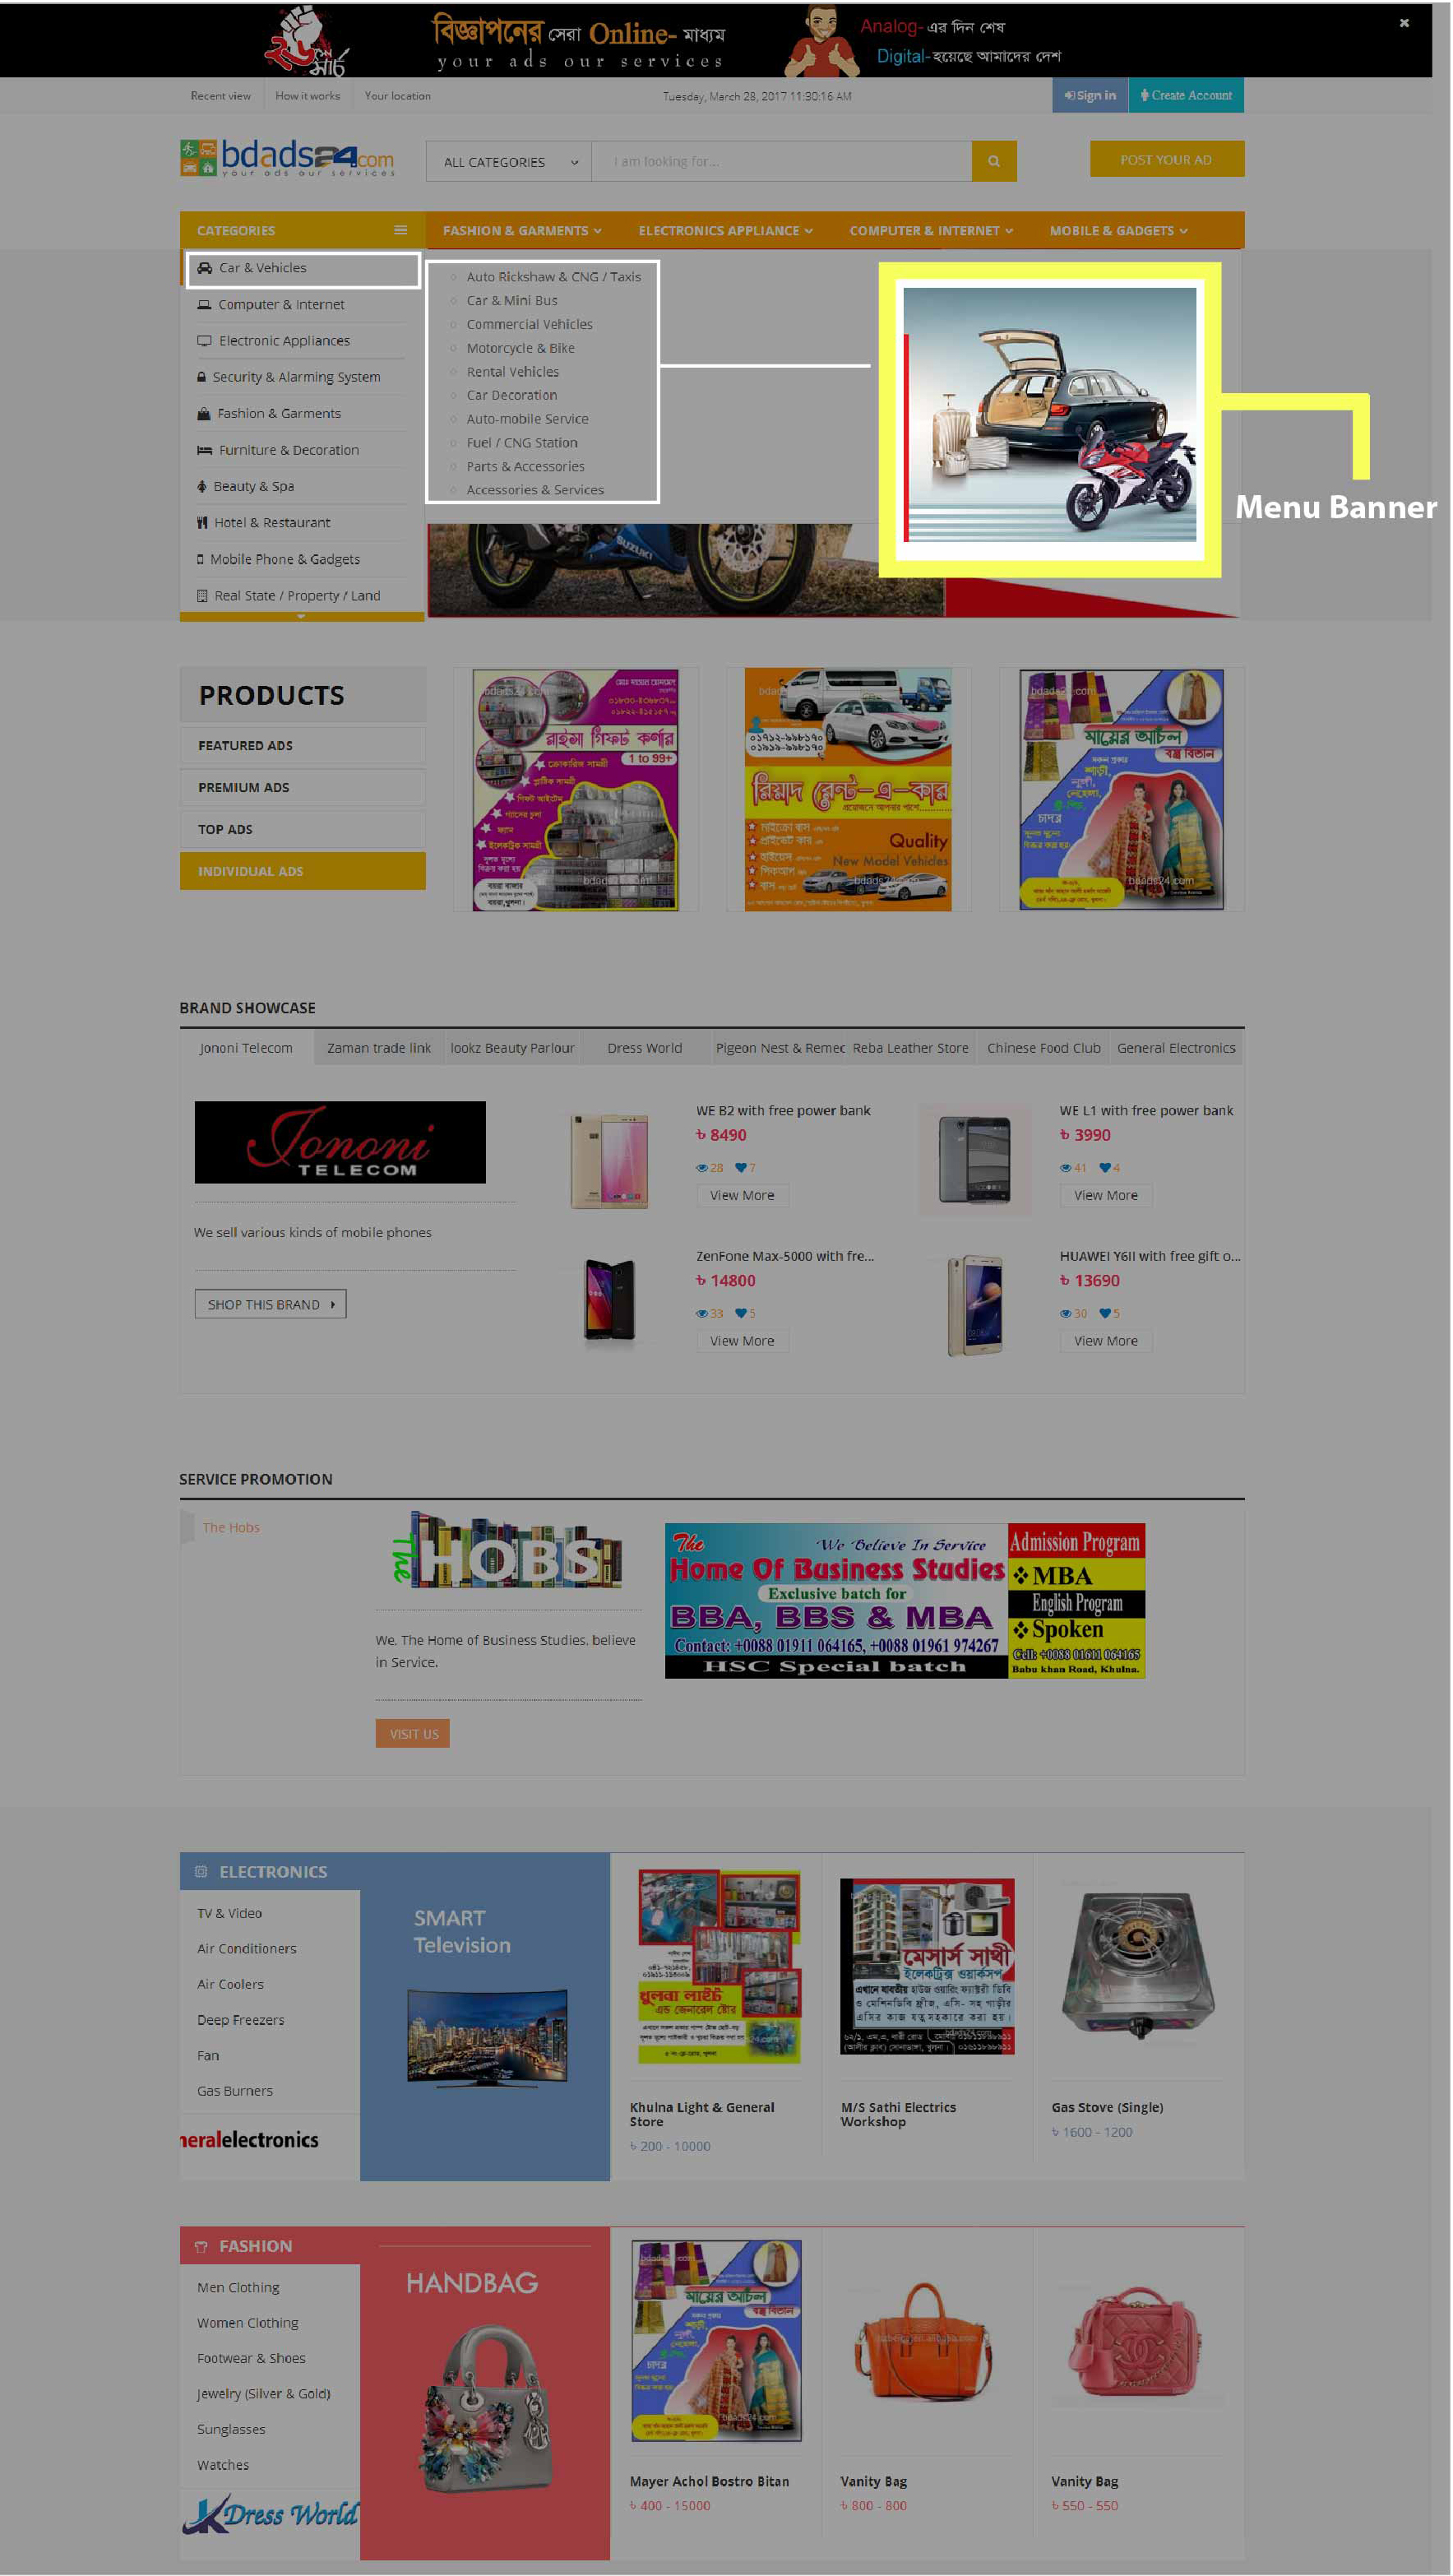 বিজ্ঞাপনের সেরা Online- মাধ্যম
your ads our services
Analog- এর দিন শেষ
Digital- হয়েছে আমাদের দেশ
Recent view
How it works
Your location
Tuesday, March 28, 2017 11:30:16 AM
Sign in
Create Account
bdads24.com
your ads our services
ALL CATEGORIES
I am looking for...
POST YOUR AD
CATEGORIES
FASHION & GARMENTS
ELECTRONICS APPLIANCE
COMPUTER & INTERNET
MOBILE & GADGETS
Car & Vehicles
Computer & Internet
Electronic Appliances
Security & Alarming System
Fashion & Garments
Furniture & Decoration
Beauty & Spa
Hotel & Restaurant
Mobile Phone & Gadgets
Real State / Property / Land
Auto Rickshaw & CNG / Taxis
Car & Mini Bus
Commercial Vehicles
Motorcycle & Bike
Rental Vehicles
Car Decoration
Auto-mobile Service
Fuel / CNG Station
Parts & Accessories
Accessories & Services
Menu Banner
SUZUKI
PRODUCTS
FEATURED ADS
PREMIUM ADS
TOP ADS
INDIVIDUAL ADS
রাইসা গিফট কর্ণার
1 to 99+
০১৭১২-৯৯৮১৭০
০১৯১৯-৯৯৮১৭০
রিয়াদ রেন্ট-এ-কার
Quality
New Model Vehicles
মায়ের আচঁল
বস্ত্র বিতান
BRAND SHOWCASE
Jononi Telecom
Zaman trade link
lookz Beauty Parlour
Dress World
Pigeon Nest & Remec
Reba Leather Store
Chinese Food Club
General Electronics
Jononi
TELECOM
We sell various kinds of mobile phones
SHOP THIS BRAND
WE B2 with free power bank
৳ 8490
28 7
View More
WE L1 with free power bank
৳ 3990
41 4
View More
ZenFone Max-5000 with fre...
৳ 14800
33 5
View More
HUAWEI Y6II with free gift o...
৳ 13690
30 5
View More
SERVICE PROMOTION
The Hobs
The HOBS
We. The Home of Business Studies. believe
in Service.
VISIT US
The We Believe In Service
Home Of Business Studies
Exclusive batch for
BBA, BBS & MBA
Contact: +0088 01911 064165, +0088 01961 974267
HSC Special batch
Admission Program
MBA
English Program
Spoken
Cell: +0088 01611 064165
Babu khan Road, Khulna.
ELECTRONICS
TV & Video
Air Conditioners
Air Coolers
Deep Freezers
Fan
Gas Burners
neralelectronics
SMART
Television
Khulna Light & General
Store
৳ 200 - 10000
মেসার্স সাথী
ইলেকট্রিক্স ওয়ার্কসপ
M/S Sathi Electrics
Workshop
Gas Stove (Single)
৳ 1600 - 1200
FASHION
Men Clothing
Women Clothing
Footwear & Shoes
Jewelry (Silver & Gold)
Sunglasses
Watches
Dress World
HANDBAG
মায়ের আচঁল
বস্ত্র বিতান
Mayer Achol Bostro Bitan
৳ 400 - 15000
Vanity Bag
৳ 800 - 800
Vanity Bag
৳ 550 - 550